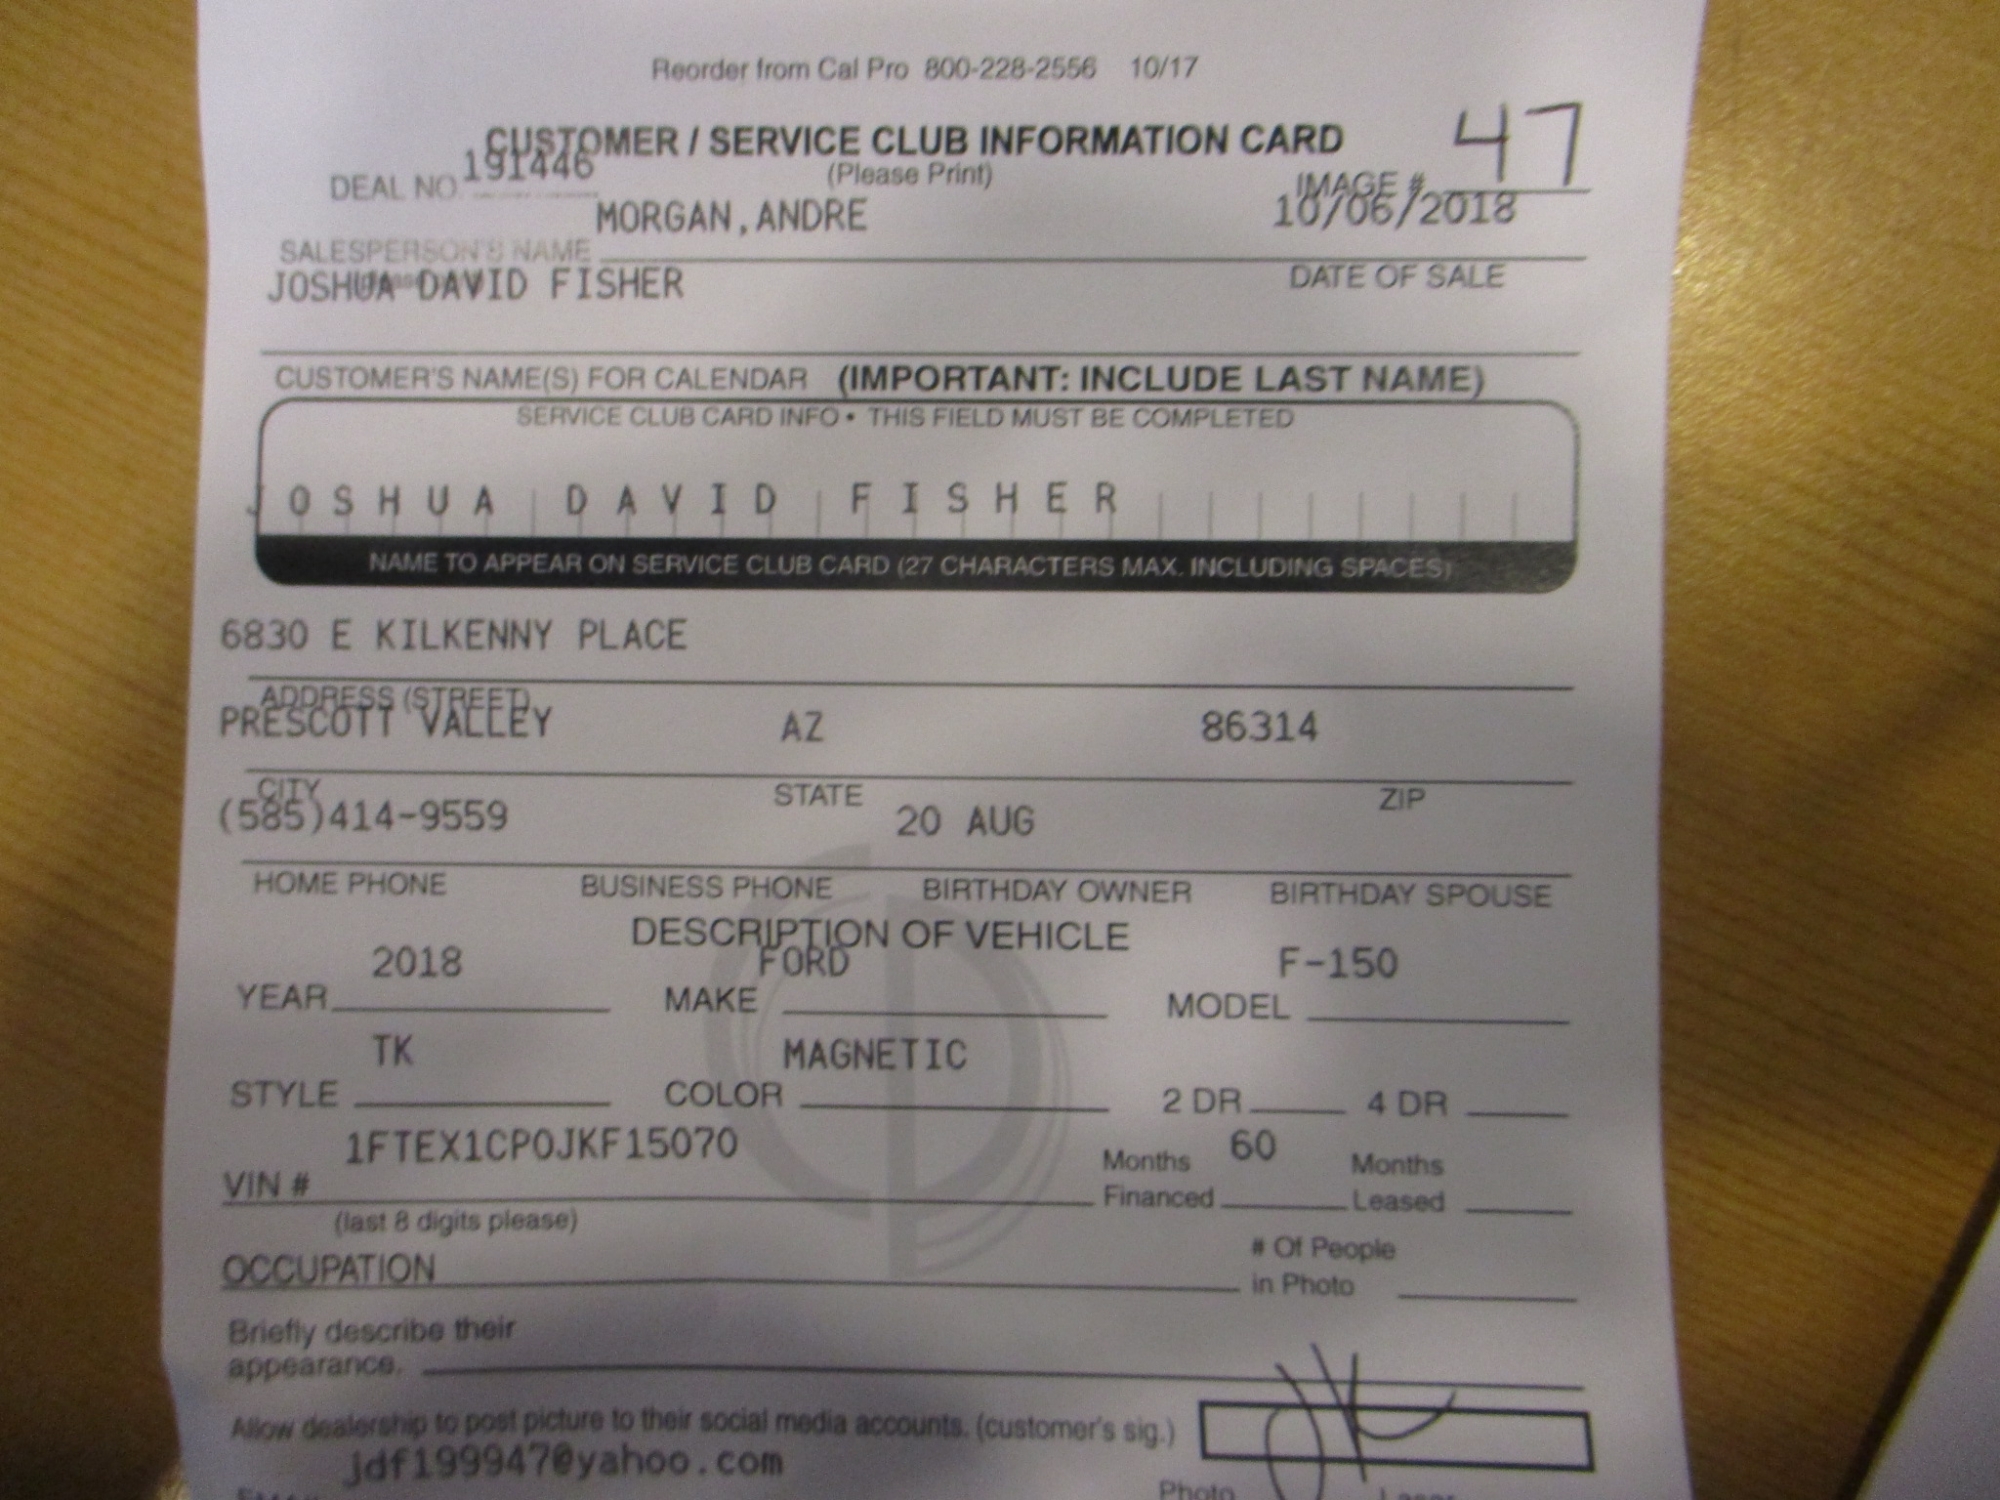 Reorder from Cal Pro 800-228-2556 10/17
CUSTOMER / SERVICE CLUB INFORMATION CARD 47
(Please Print)
DEAL NO 191446 IMAGE #
MORGAN, ANDRE 10/06/2018
SALESPERSON'S NAME DATE OF SALE
JOSHUA DAVID FISHER
CUSTOMER'S NAME(S) FOR CALENDAR (IMPORTANT: INCLUDE LAST NAME)
SERVICE CLUB CARD INFO • THIS FIELD MUST BE COMPLETED
JOSHUA DAVID FISHER
NAME TO APPEAR ON SERVICE CLUB CARD (27 CHARACTERS MAX. INCLUDING SPACES)
6830 E KILKENNY PLACE
ADDRESS (STREET)
PRESCOTT VALLEY AZ 86314
CITY STATE ZIP
(585)414-9559 20 AUG
HOME PHONE BUSINESS PHONE BIRTHDAY OWNER BIRTHDAY SPOUSE
DESCRIPTION OF VEHICLE
2018 FORD F-150
YEAR MAKE MODEL
TK MAGNETIC
STYLE COLOR 2 DR 4 DR
1FTEX1CP0JKF15070 Months 60 Months
VIN # Financed Leased
(last 8 digits please)
OCCUPATION # Of People
in Photo
Briefly describe their
appearance.
Allow dealership to post picture to their social media accounts. (customer's sig.)
jdf199947@yahoo.com
Photo Laser